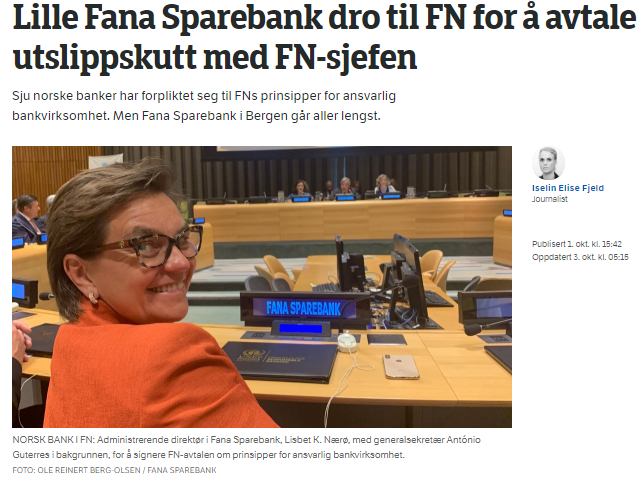 Lille Fana Sparebank dro til FN for å avtale
utslippskutt med FN-sjefen
Sju norske banker har forpliktet seg til FNs prinsipper for ansvarlig
bankvirksomhet. Men Fana Sparebank i Bergen går aller lengst.
Iselin Elise Fjeld
Journalist
Publisert 1. okt. kl. 15:42
Oppdatert 3. okt. kl. 05:15
FANA SPAREBANK
NORSK BANK I FN: Administrerende direktør i Fana Sparebank, Lisbet K. Nærø, med generalsekretær António
Guterres i bakgrunnen, for å signere FN-avtalen om prinsipper for ansvarlig bankvirksomhet.
FOTO: OLE REINERT BERG-OLSEN / FANA SPAREBANK